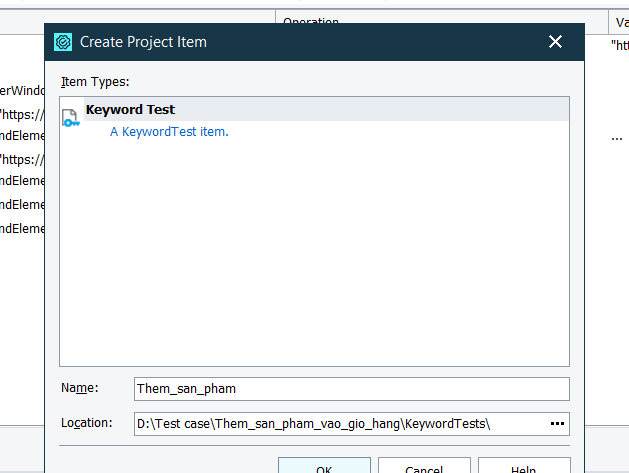 Operation
Va
Create Project Item
"ht
Item Types:
Keyword Test
A KeywordTest item.
erWindo
"https://
ndEleme
...
"https://
ndEleme
ndEleme
ndEleme
Name:
Them_san_pham
Location:
D:\Test case\Them_san_pham_vao_gio_hang\KeywordTests\
...
OK
Cancel
Help